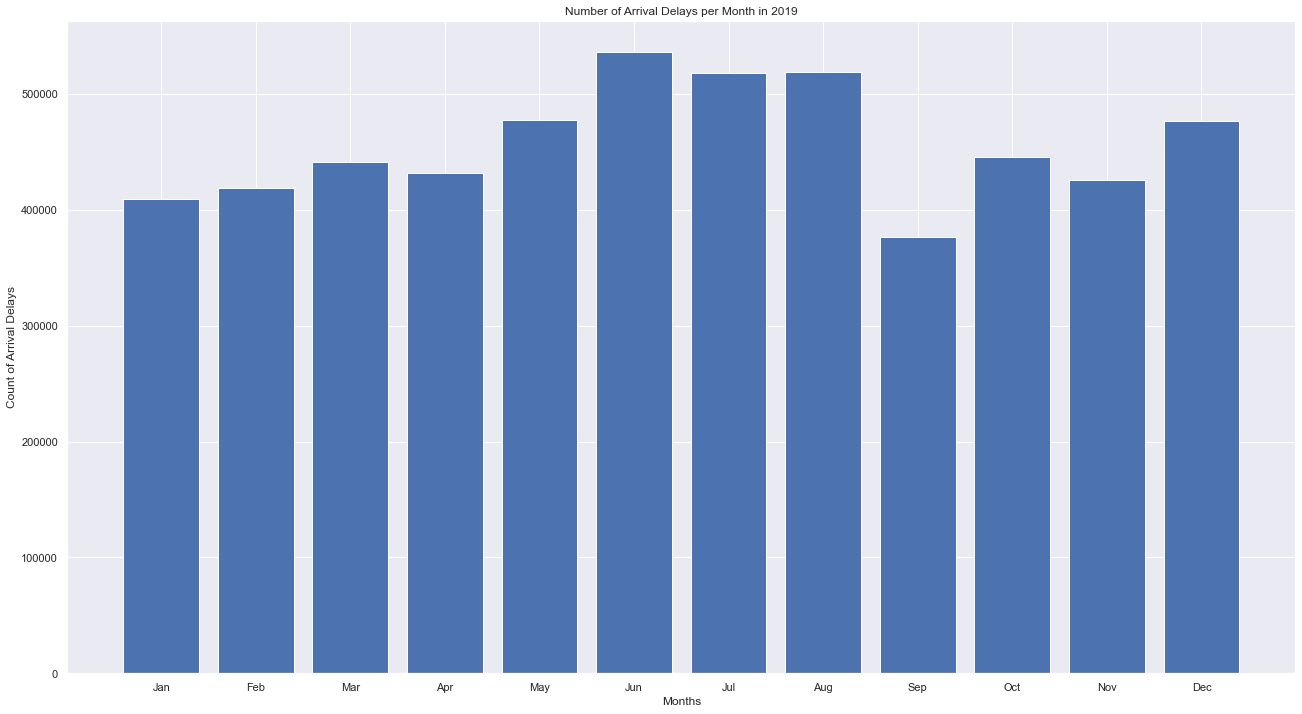 Number of Arrival Delays per Month in 2019
Count of Arrival Delays
500000
400000
300000
200000
100000
0
Jan Feb Mar Apr May Jun Jul Aug Sep Oct Nov Dec
Months